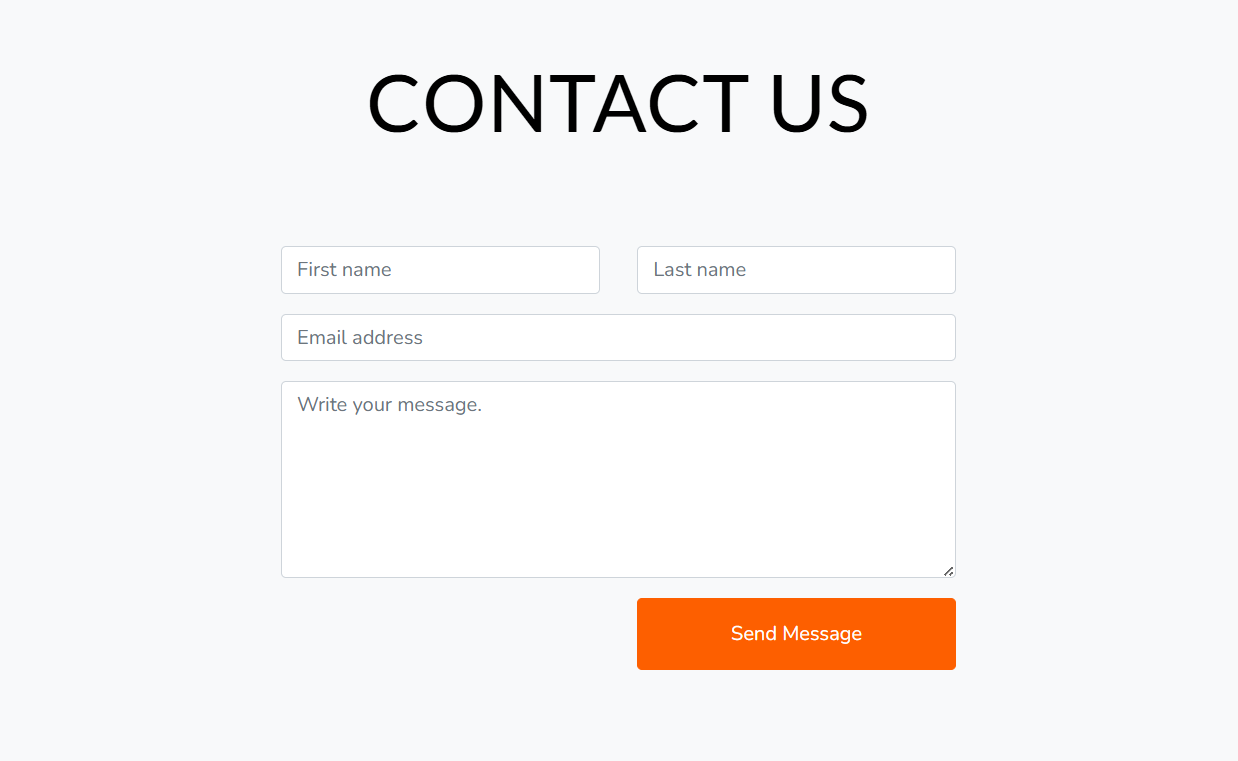 CONTACT US
First name
Last name
Email address
Write your message.
Send Message